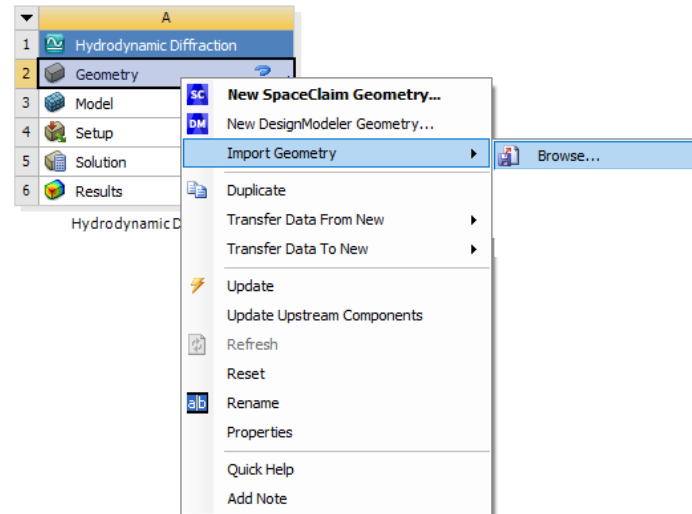 A
1 Hydrodynamic Diffraction
2 Geometry ?
3 Model
4 Setup
5 Solution
6 Results
Hydrodynamic D
SC New SpaceClaim Geometry...
DM New DesignModeler Geometry...
Import Geometry
Browse...
Duplicate
Transfer Data From New
Transfer Data To New
Update
Update Upstream Components
Refresh
Reset
a|b Rename
Properties
Quick Help
Add Note